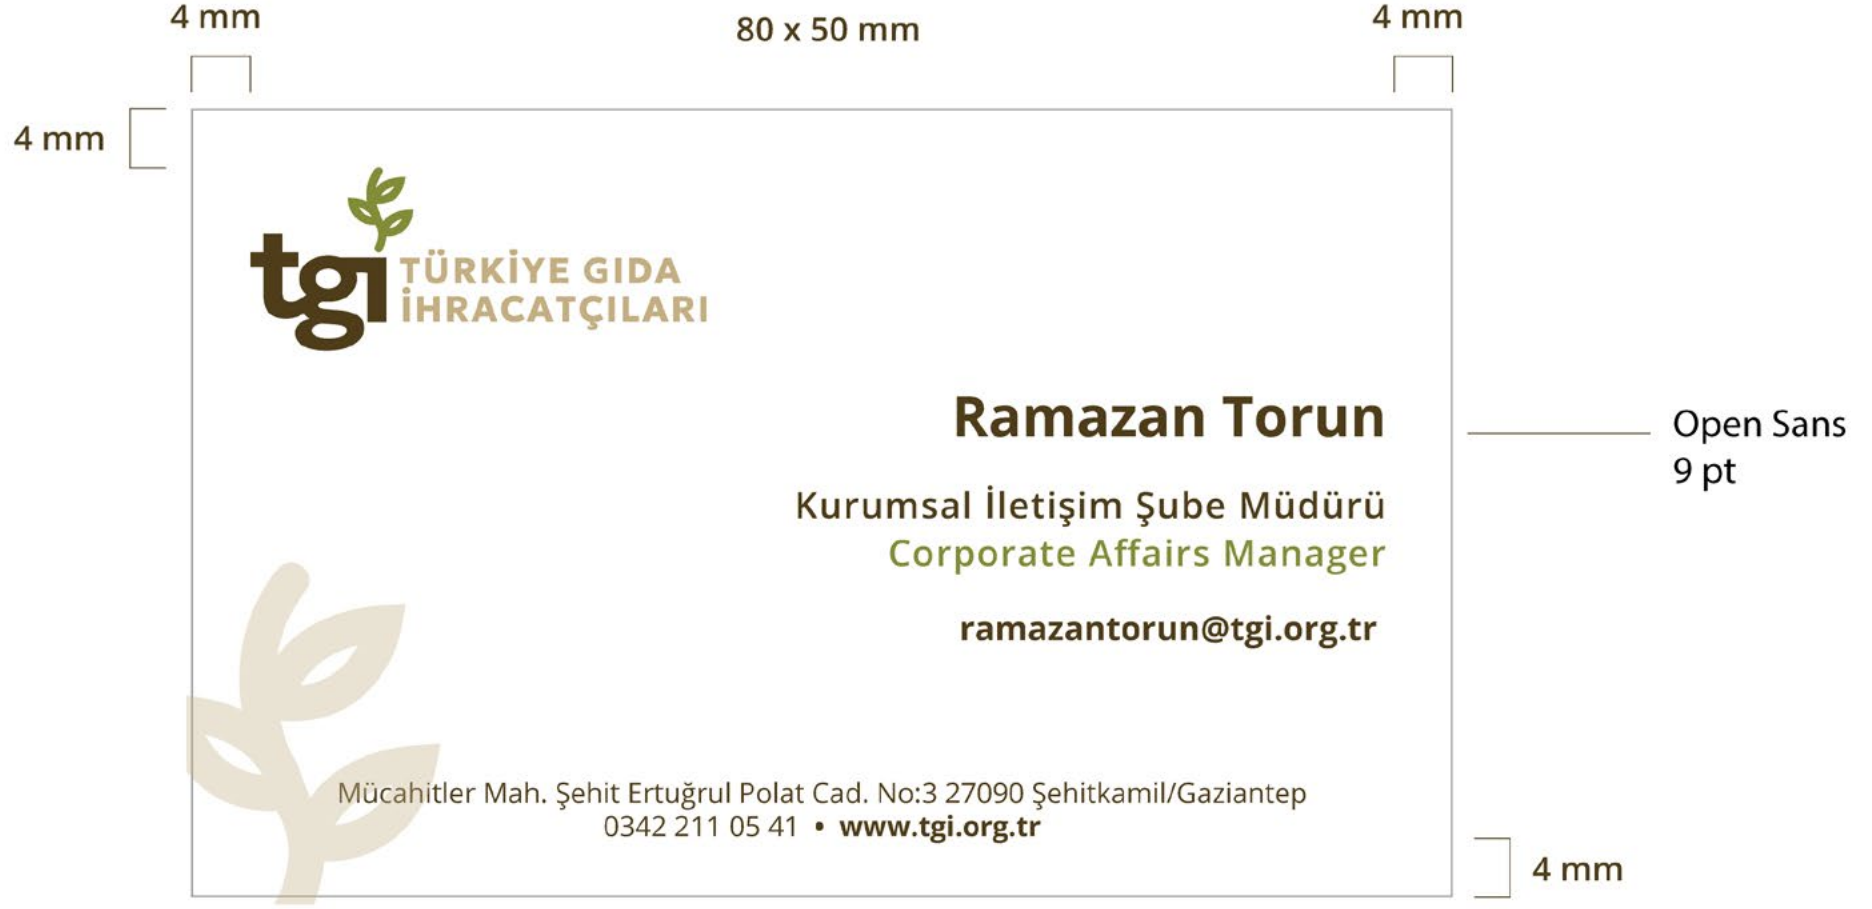 4 mm
80 x 50 mm
4 mm
4 mm
tgi
TÜRKİYE GIDA
İHRACATÇILARI
Ramazan Torun
Open Sans
9 pt
Kurumsal İletişim Şube Müdürü
Corporate Affairs Manager
ramazantorun@tgi.org.tr
Mücahitler Mah. Şehit Ertuğrul Polat Cad. No:3 27090 Şehitkamil/Gaziantep
0342 211 05 41 • www.tgi.org.tr
4 mm